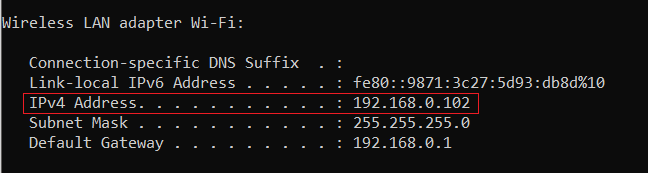 Wireless LAN adapter Wi-Fi:
Connection-specific DNS Suffix  . :
Link-local IPv6 Address . . . . . : fe80::9871:3c27:5d93:db8d%10
IPv4 Address. . . . . . . . . . . : 192.168.0.102
Subnet Mask . . . . . . . . . . . : 255.255.255.0
Default Gateway . . . . . . . . . : 192.168.0.1